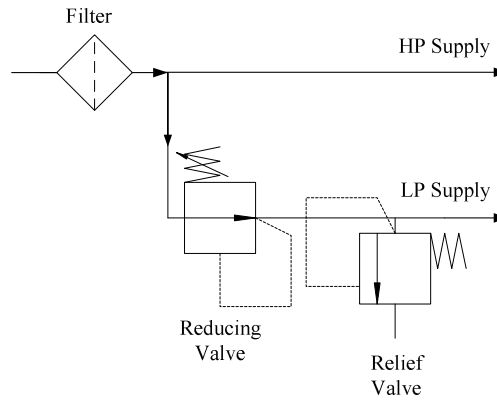 Filter
HP Supply
LP Supply
Reducing
Valve
Relief
Valve